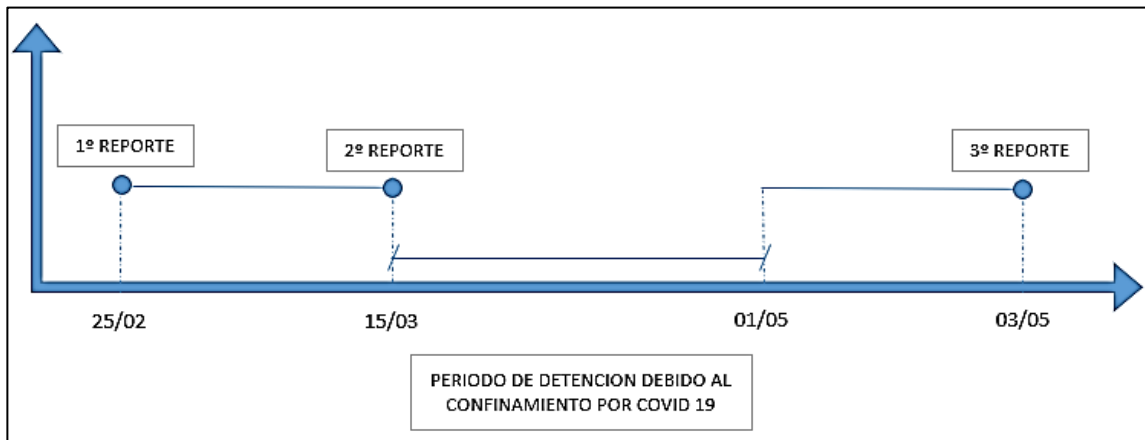 1º REPORTE
2º REPORTE
3º REPORTE
25/02
15/03
01/05
03/05
PERIODO DE DETENCION DEBIDO AL
CONFINAMIENTO POR COVID 19